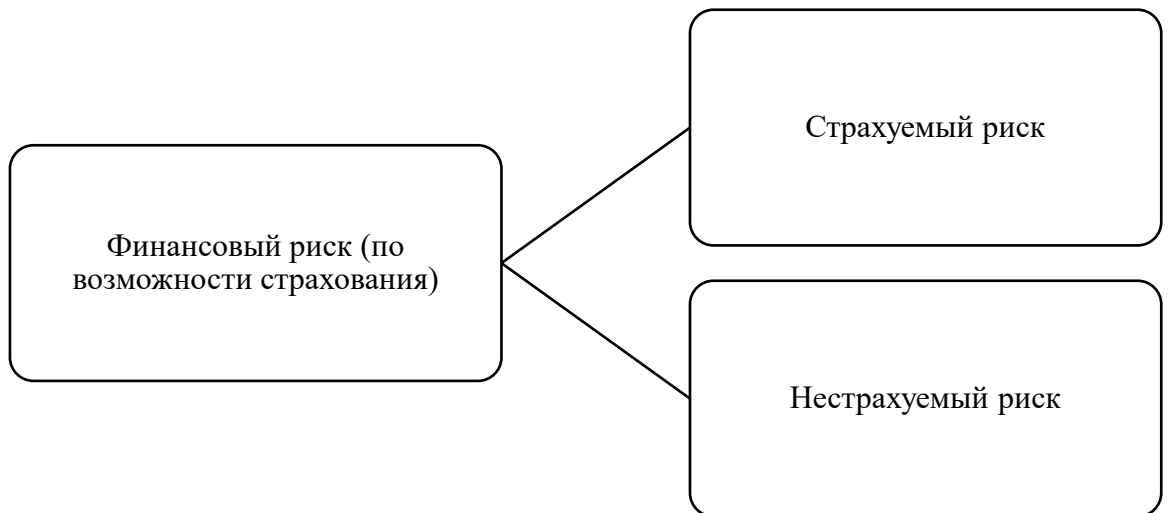 Финансовый риск (по
возможности страхования)
Страхуемый риск
Нестрахуемый риск